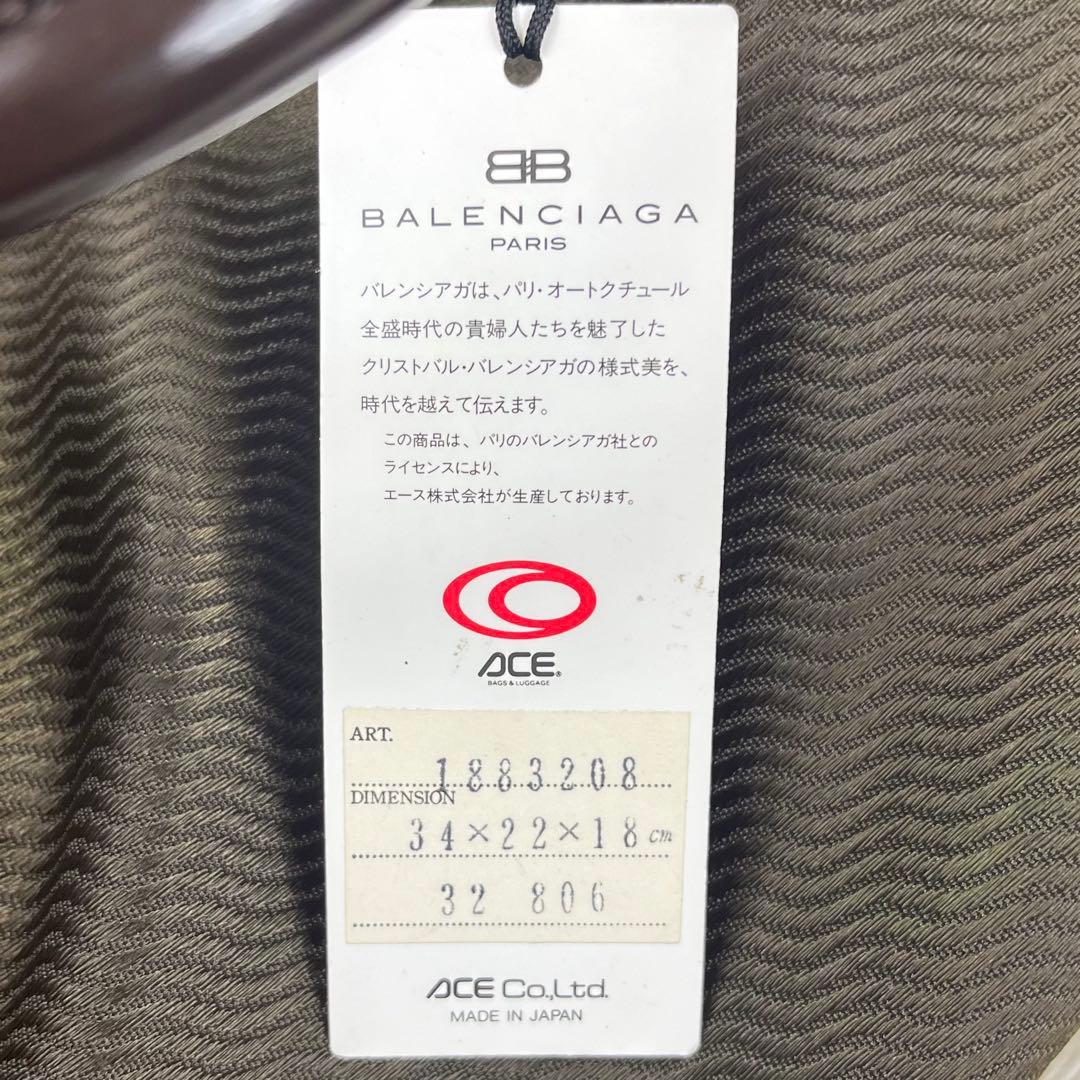 BB
BALENCIAGA
PARIS
バレンシアガは、パリ・オートクチュール
全盛時代の貴婦人たちを魅了した
クリストバル・バレンシアガの様式美を、
時代を越えて伝えます。
この商品は、パリのバレンシアガ社との
ライセンスにより、
エース株式会社が生産しております。
ACE®
BAGS & LUGGAGE
ART.
1883208
DIMENSION
34×22×18 cm
32 806
ACE Co.,Ltd.
MADE IN JAPAN